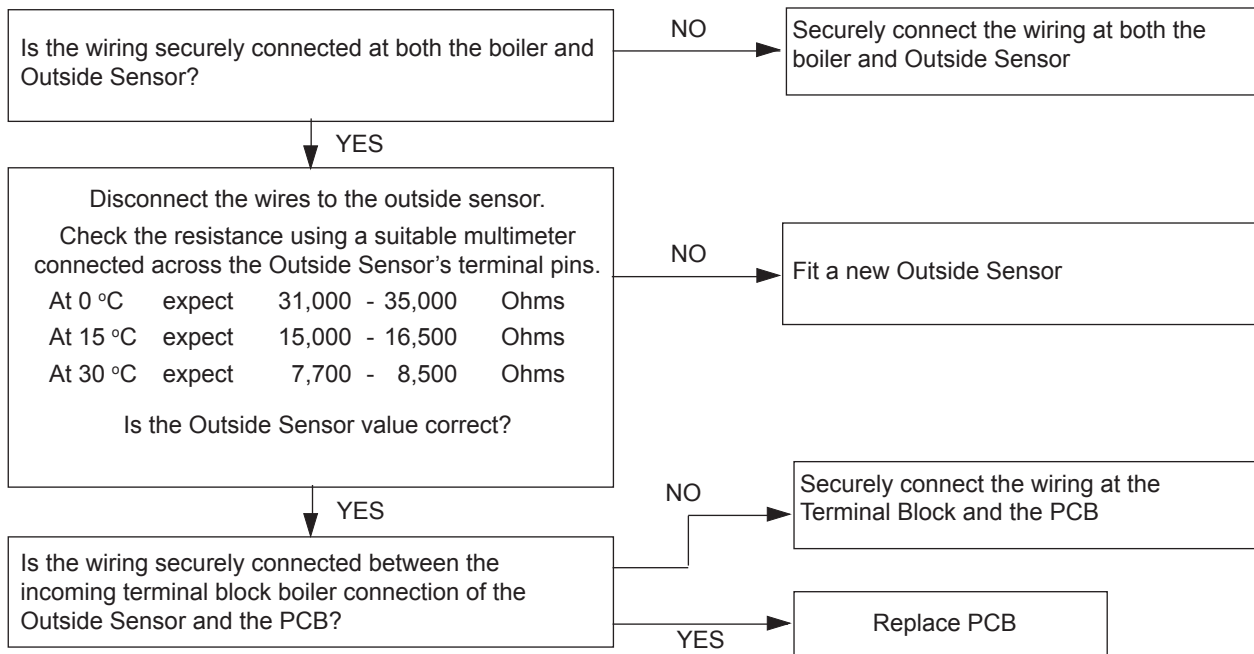 Is the wiring securely connected at both the boiler and
Outside Sensor?
NO
Securely connect the wiring at both the
boiler and Outside Sensor
YES
Disconnect the wires to the outside sensor.
Check the resistance using a suitable multimeter
connected across the Outside Sensor's terminal pins.
At 0 °C expect 31,000 - 35,000 Ohms
At 15 °C expect 15,000 - 16,500 Ohms
At 30 °C expect 7,700 - 8,500 Ohms
Is the Outside Sensor value correct?
NO
Fit a new Outside Sensor
YES
Is the wiring securely connected between the
incoming terminal block boiler connection of the
Outside Sensor and the PCB?
NO
Securely connect the wiring at the
Terminal Block and the PCB
YES
Replace PCB